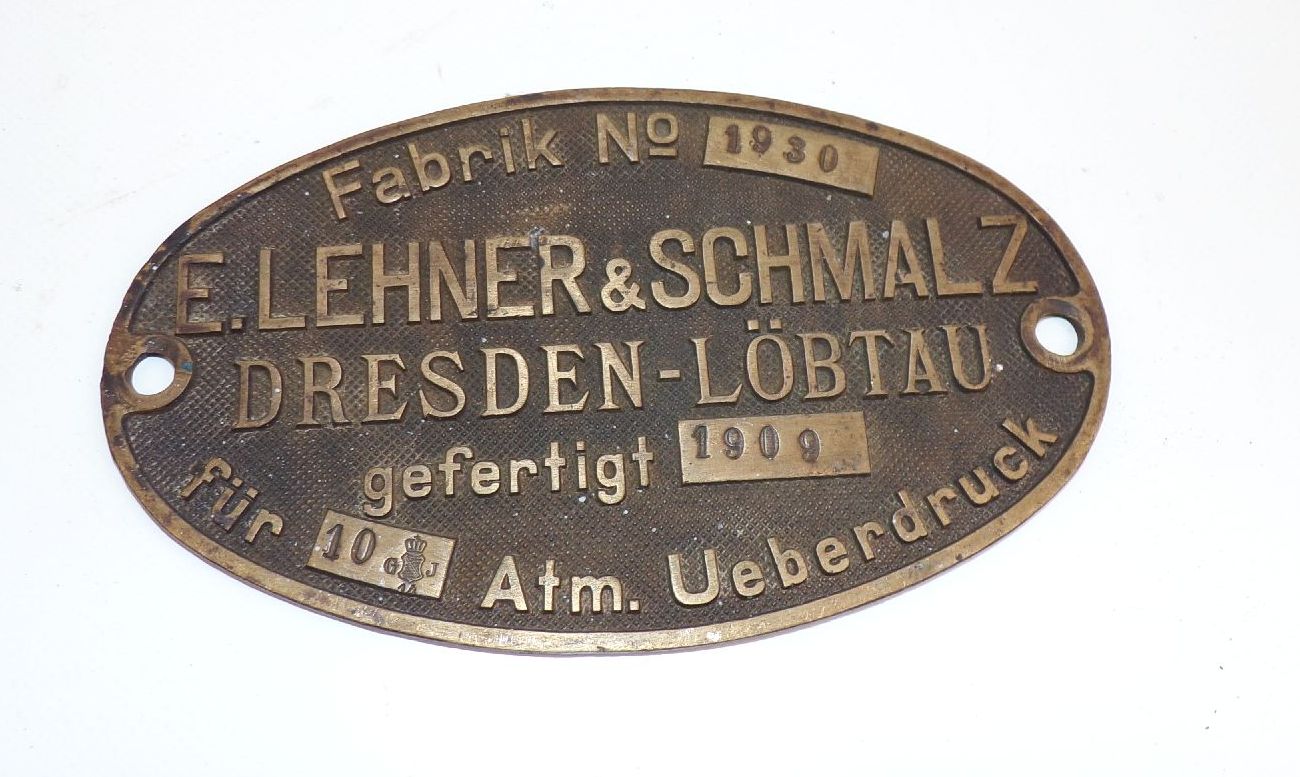 Fabrik No 1930
E. LEHNER & SCHMALZ
DRESDEN-LÖBTAU
gefertigt 1909
für 10 G J Atm. Ueberdruck